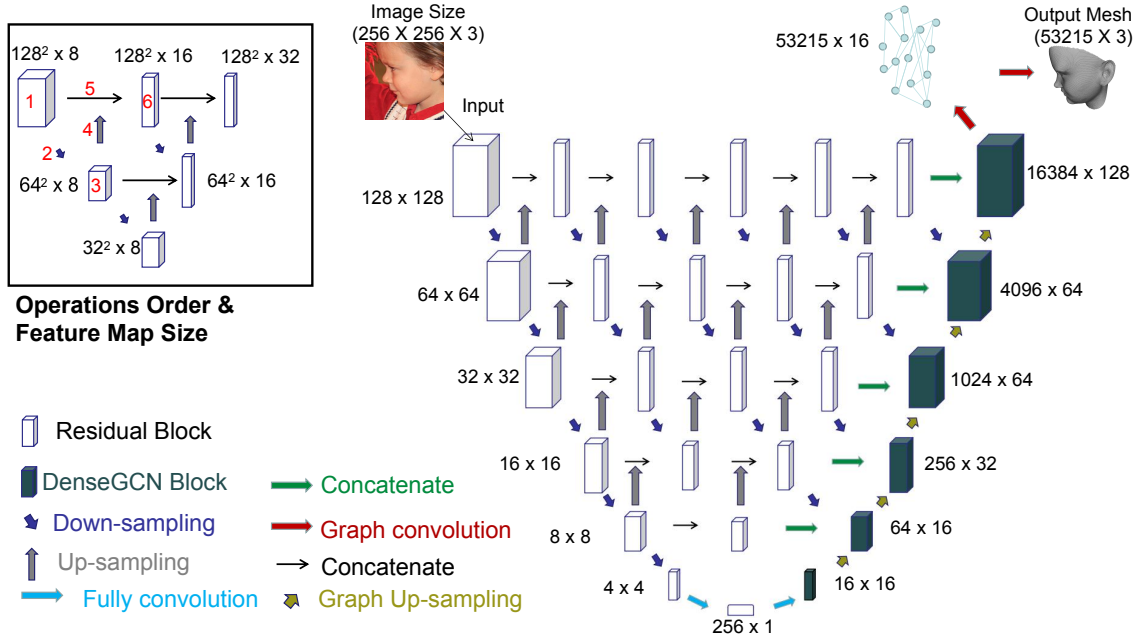 128² x 8
128² x 16
128² x 32
1
5
6
4
2
64² x 8
3
64² x 16
32² x 8
Operations Order &
Feature Map Size
Image Size
(256 X 256 X 3)
Input
53215 x 16
Output Mesh
(53215 X 3)
128 x 128
16384 x 128
64 x 64
4096 x 64
32 x 32
1024 x 64
16 x 16
256 x 32
8 x 8
64 x 16
4 x 4
16 x 16
256 x 1
Residual Block
DenseGCN Block
Concatenate
Down-sampling
Graph convolution
Up-sampling
Concatenate
Fully convolution
Graph Up-sampling